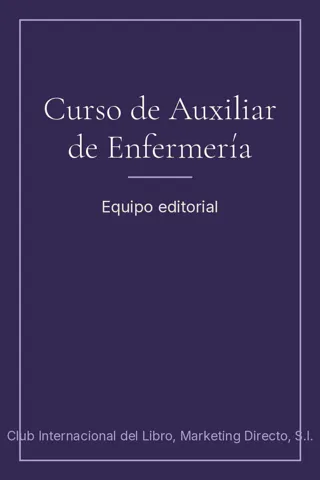 Curso de Auxiliar
de Enfermería
Equipo editorial
Club Internacional del Libro, Marketing Directo, S.l.